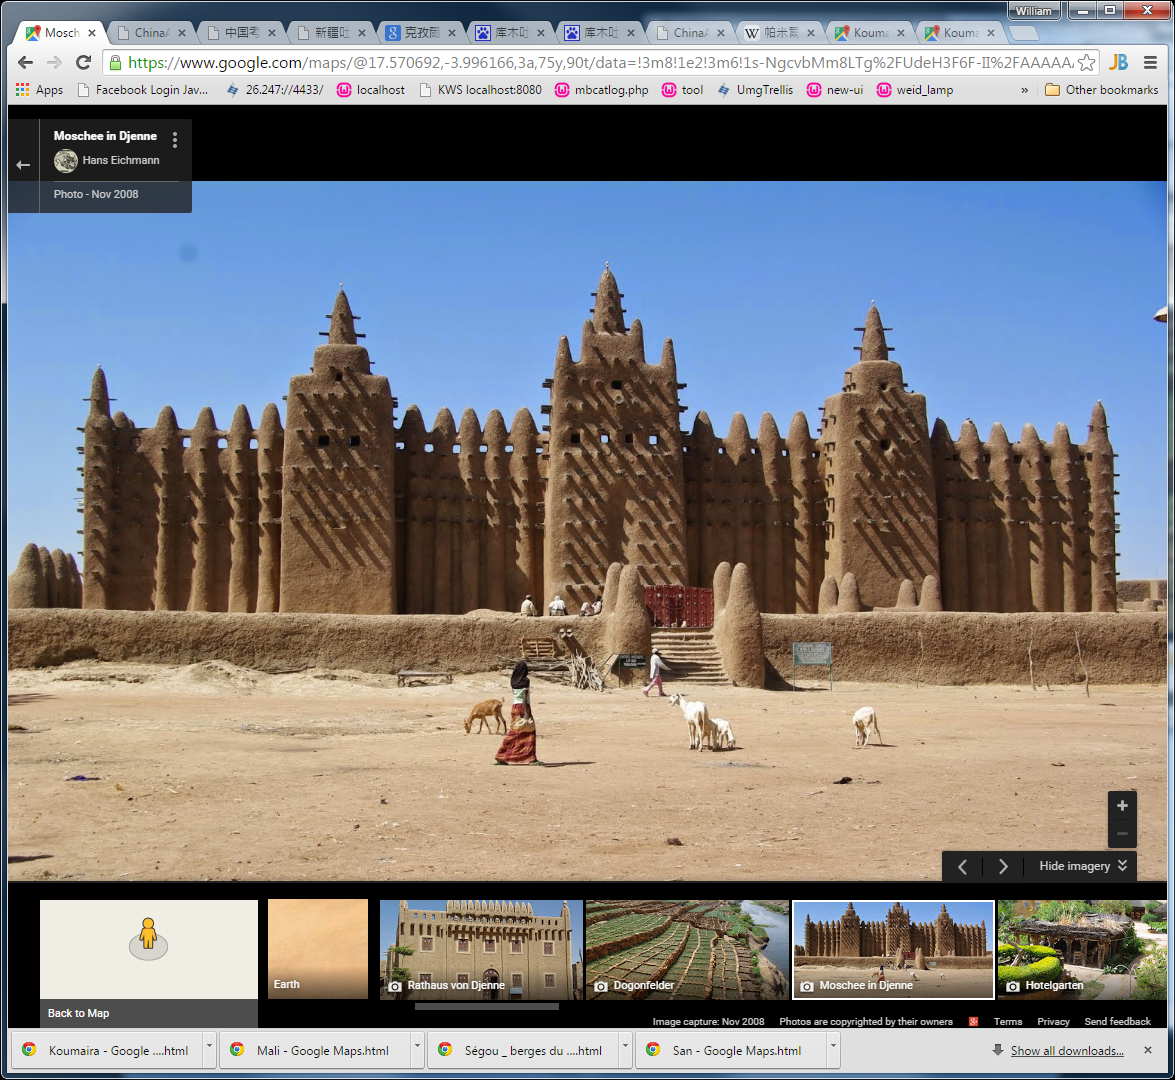 William
Mosch
ChinaA
中国考
新疆吐
克孜爾
库木吐
库木吐
ChinaA
帕米爾
Kouma
Kouma
https://www.google.com/maps/@17.570692,-3.996166,3a,75y,90t/data=!3m8!1e2!3m6!1s-NgcvbMm8LTg%2FUdeH3F6F-II%2FAAAAAA
JB
Apps
Facebook Login Jav...
26.247://4433/
localhost
KWS localhost:8080
mbcatlog.php
tool
UmgTrellis
new-ui
weid_lamp
»
Other bookmarks
Moschee in Djenne
Hans Eichmann
Photo - Nov 2008
Hide imagery
Earth
Rathaus von Djenne
Dogonfelder
Moschee in Djenne
Hotelgarten
Back to Map
Image capture: Nov 2008
Photos are copyrighted by their owners
Terms
Privacy
Send feedback
Koumaira - Google ....html
Mali - Google Maps.html
Ségou _ berges du ....html
San - Google Maps.html
Show all downloads...